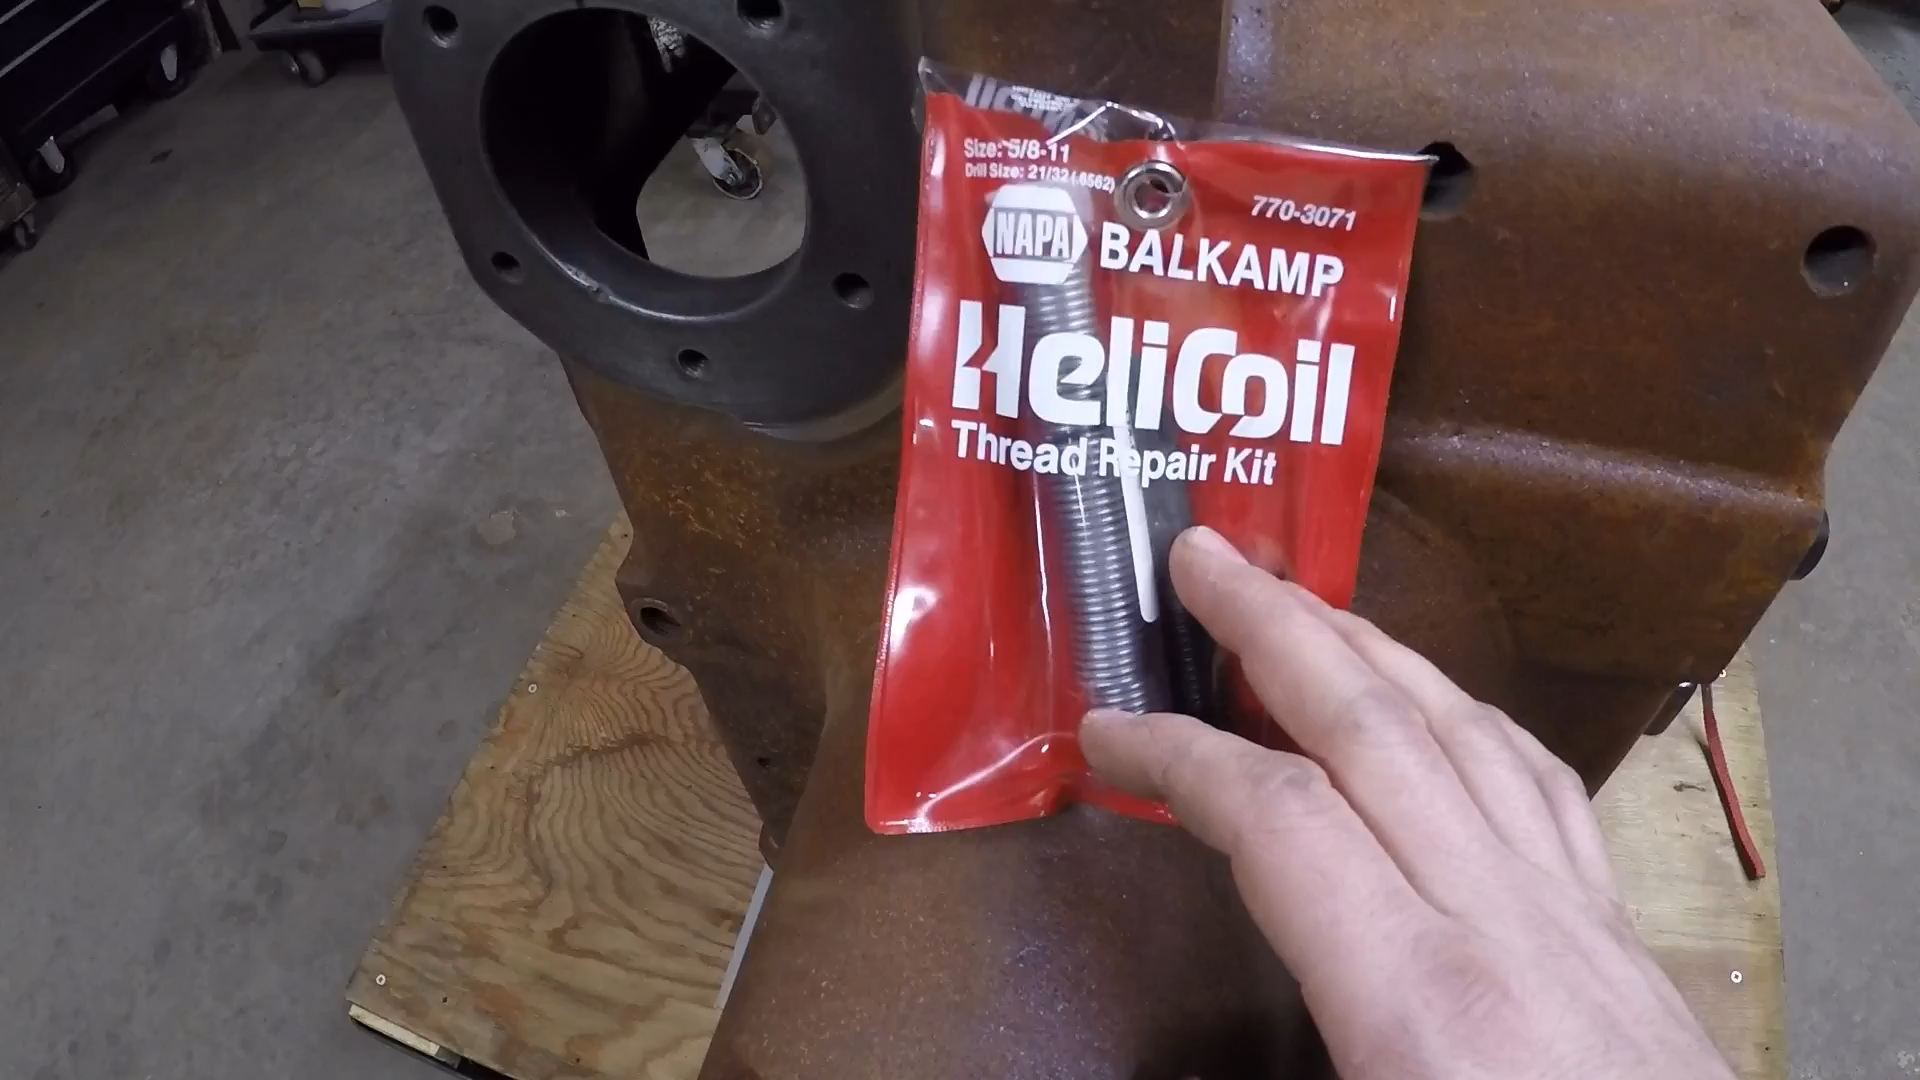 Size: 5/8-11
Drill Size: 21/32 (.6562)
770-3071
NAPA BALKAMP
HeliCoil
Thread Repair Kit